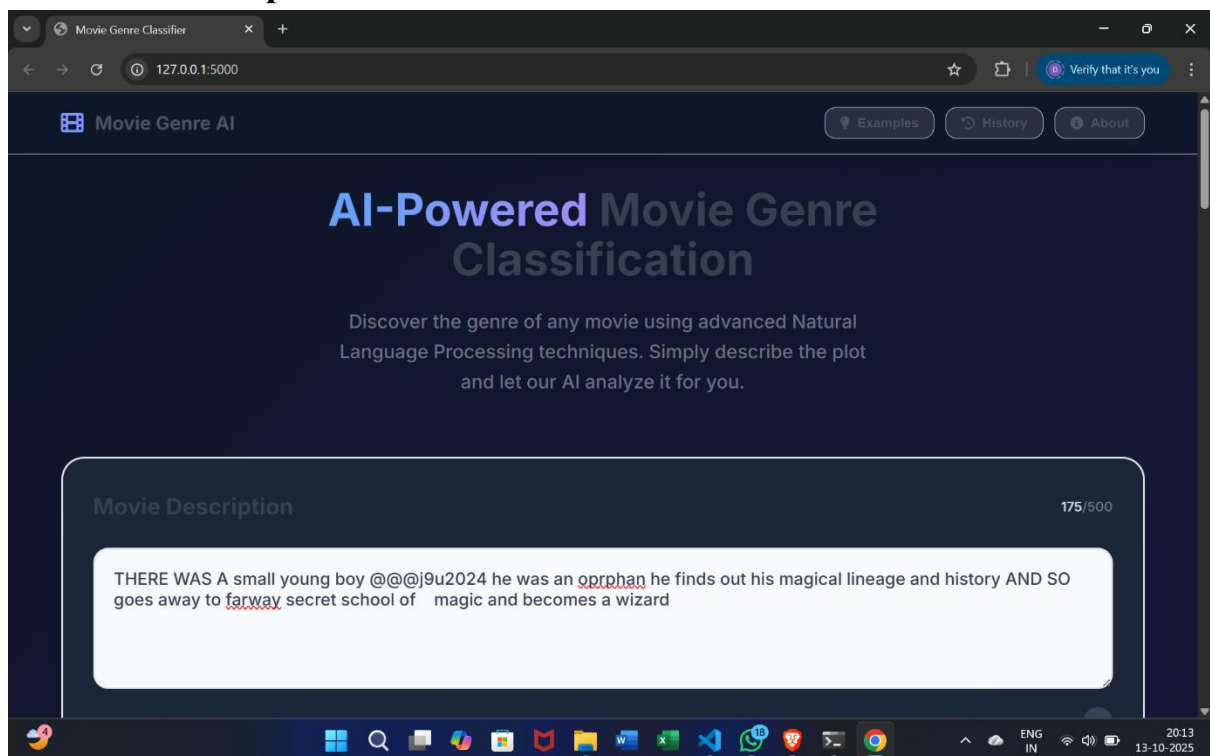 Movie Genre Classifier
127.0.0.1:5000
Verify that it's you
Movie Genre AI
Examples
History
About
AI-Powered Movie Genre
Classification
Discover the genre of any movie using advanced Natural
Language Processing techniques. Simply describe the plot
and let our AI analyze it for you.
Movie Description
175/500
THERE WAS A small young boy @@@j9u2024 he was an oprphan he finds out his magical lineage and history AND SO
goes away to farway secret school of    magic and becomes a wizard
4
18
ENG
IN
20:13
13-10-2025